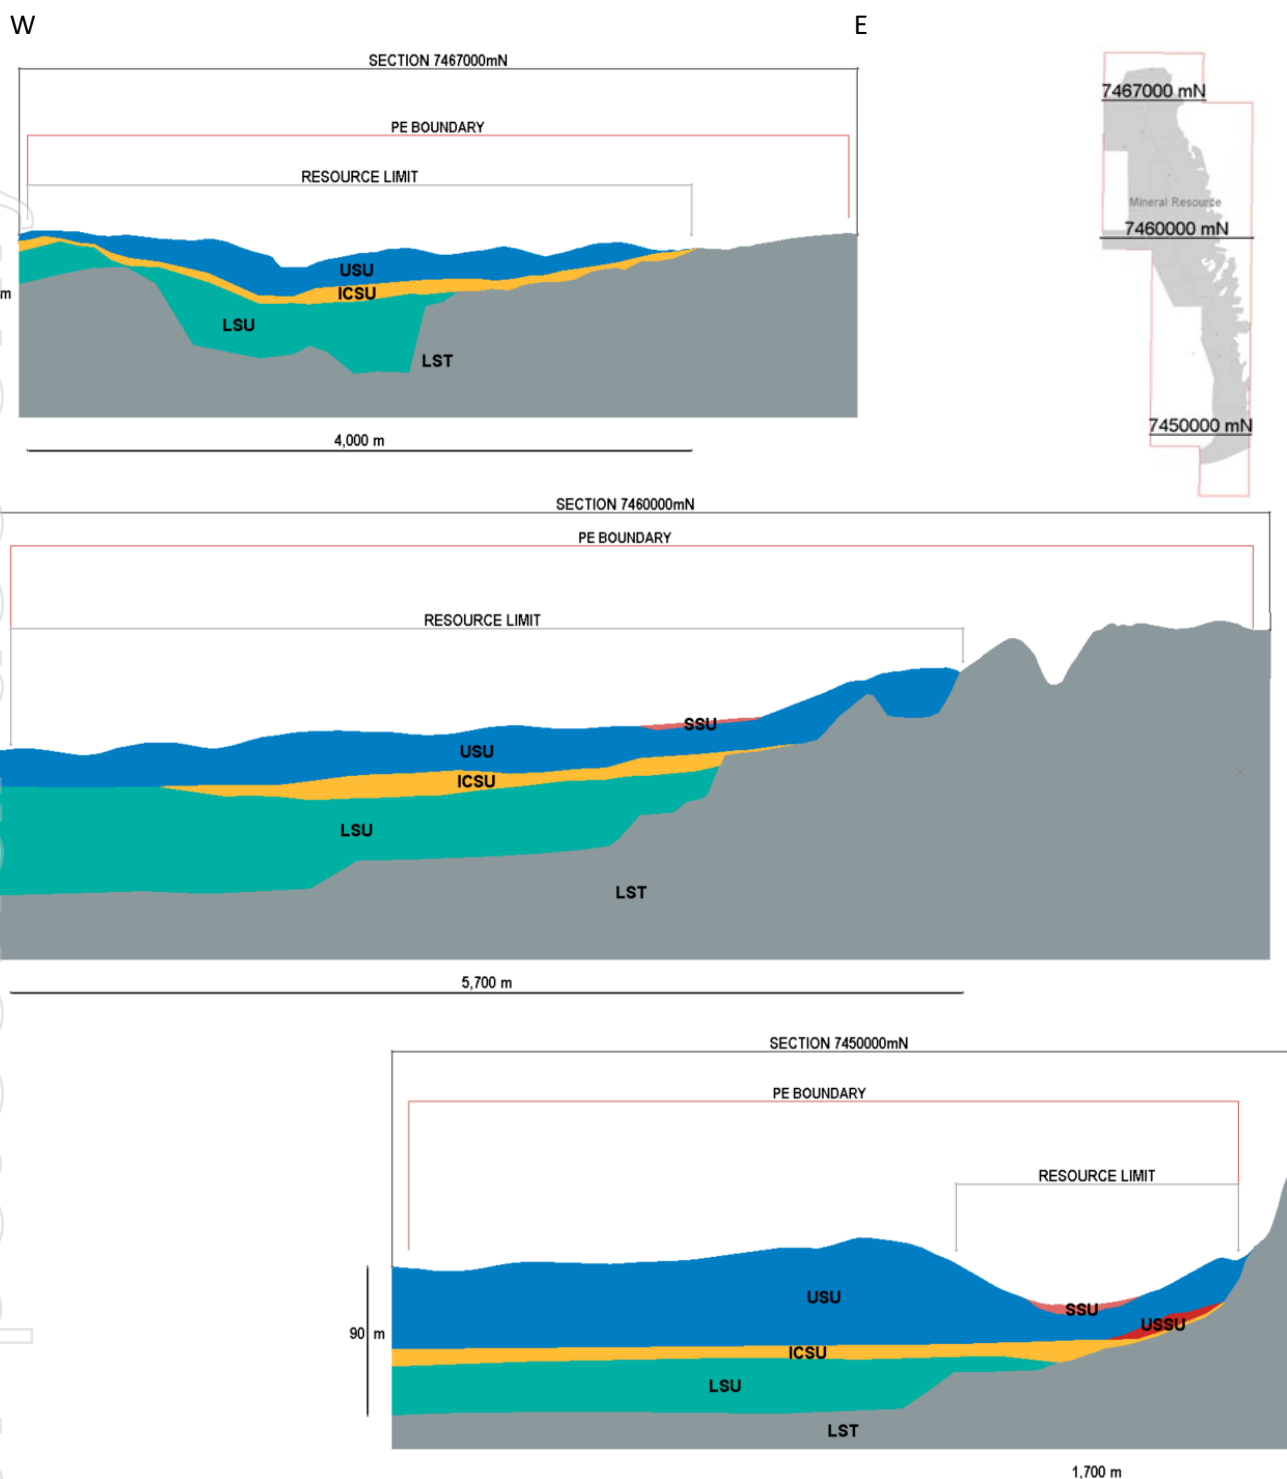 W
E
SECTION 7467000mN
PE BOUNDARY
RESOURCE LIMIT
USU
ICSU
LSU
LST
m
4,000 m
7467000 mN
Mineral Resource
7460000 mN
7450000 mN
SECTION 7460000mN
PE BOUNDARY
RESOURCE LIMIT
SSU
USU
ICSU
LSU
LST
5,700 m
SECTION 7450000mN
PE BOUNDARY
RESOURCE LIMIT
USU
SSU
USSU
90 m
ICSU
LSU
LST
1,700 m